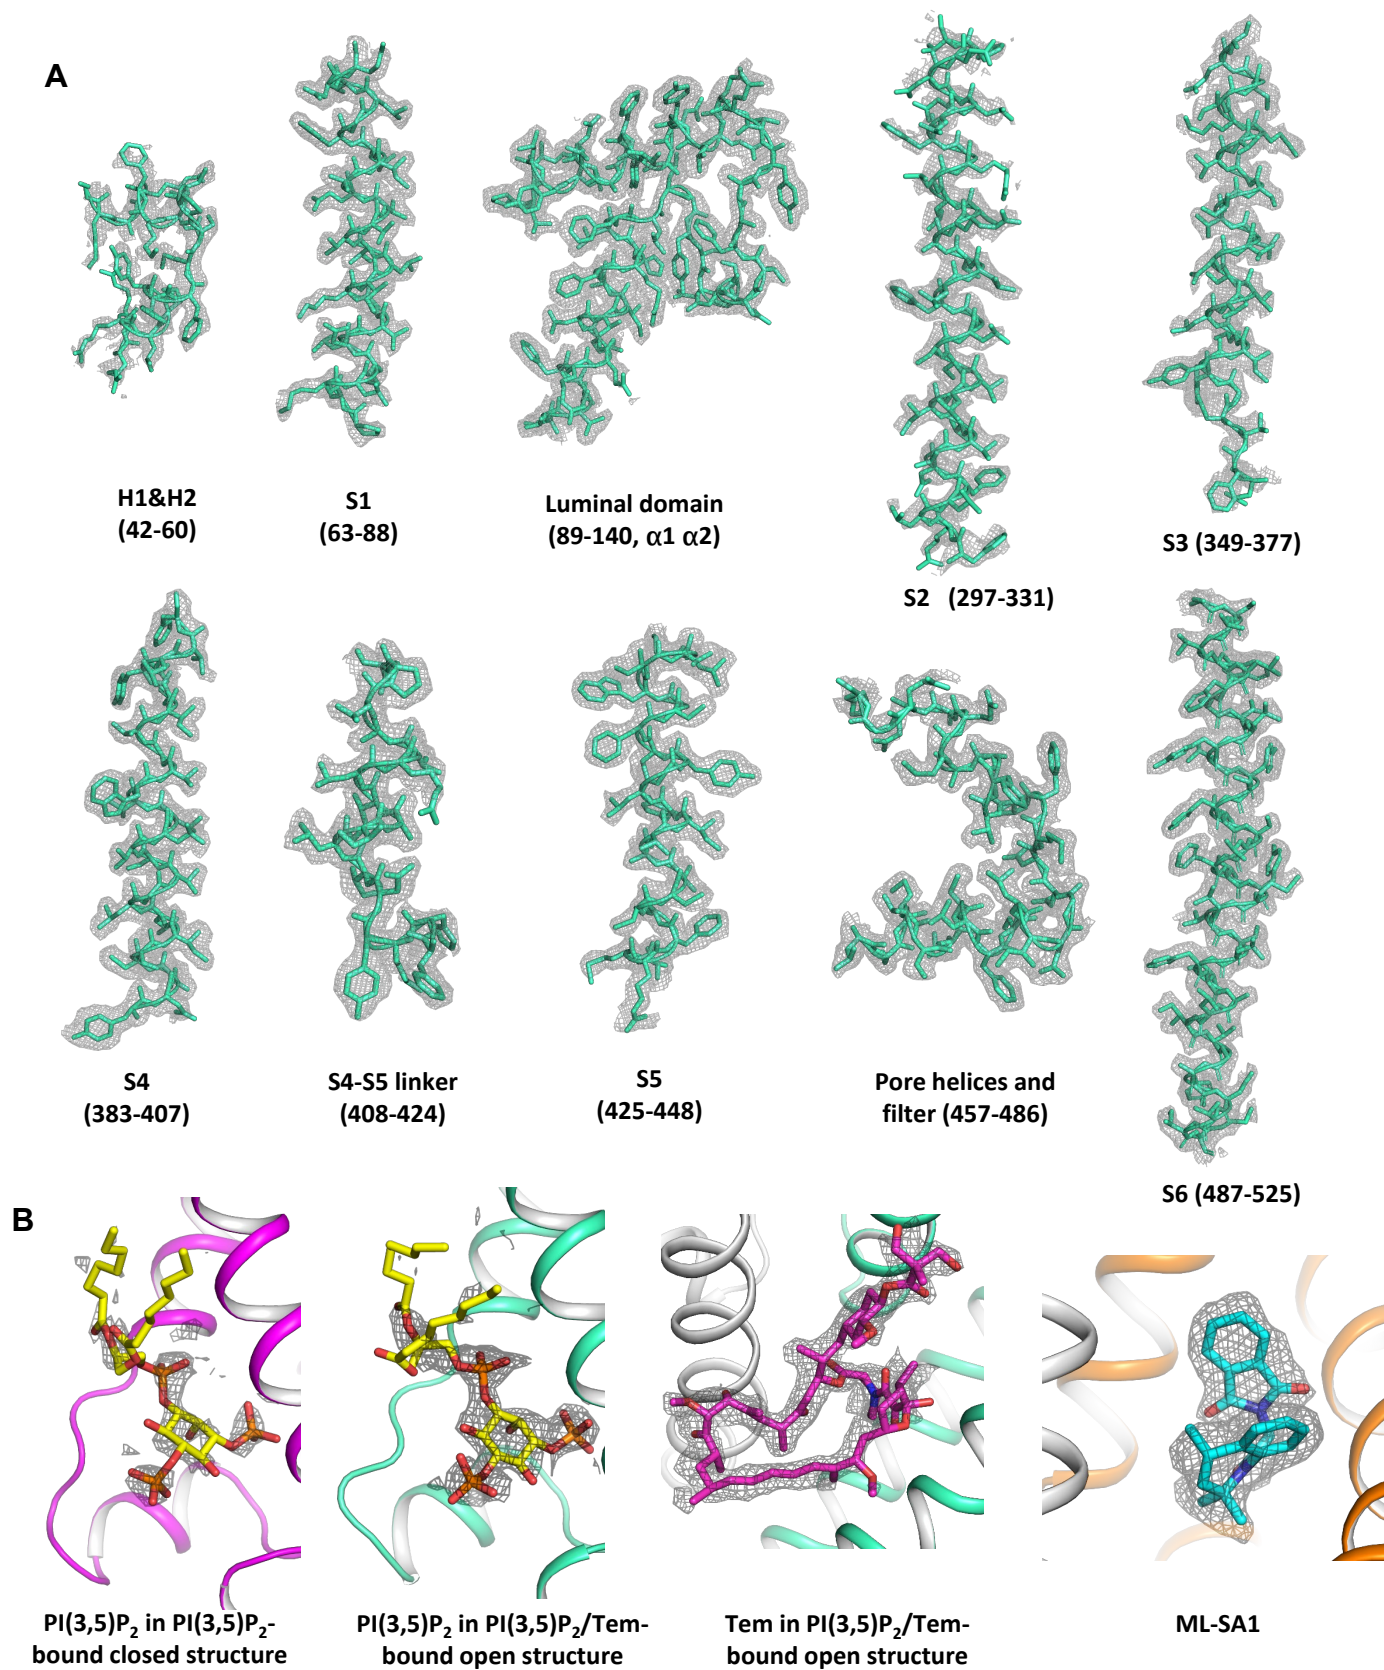 A
H1&H2
(42-60)
S1
(63-88)
Luminal domain
(89-140, α1 α2)
S2 (297-331)
S3 (349-377)
S4
(383-407)
S4-S5 linker
(408-424)
S5
(425-448)
Pore helices and
filter (457-486)
S6 (487-525)
B
PI(3,5)P₂ in PI(3,5)P₂-
bound closed structure
PI(3,5)P₂ in PI(3,5)P₂/Tem-
bound open structure
Tem in PI(3,5)P₂/Tem-
bound open structure
ML-SA1